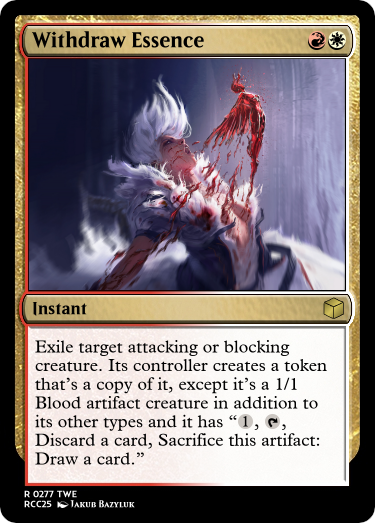 Withdraw Essence
Instant
Exile target attacking or blocking
creature. Its controller creates a token
that's a copy of it, except it's a 1/1
Blood artifact creature in addition to
its other types and it has “1, ,
Discard a card, Sacrifice this artifact:
Draw a card.”
R 0277 TWE
RCC25 Jakub Bazyluk